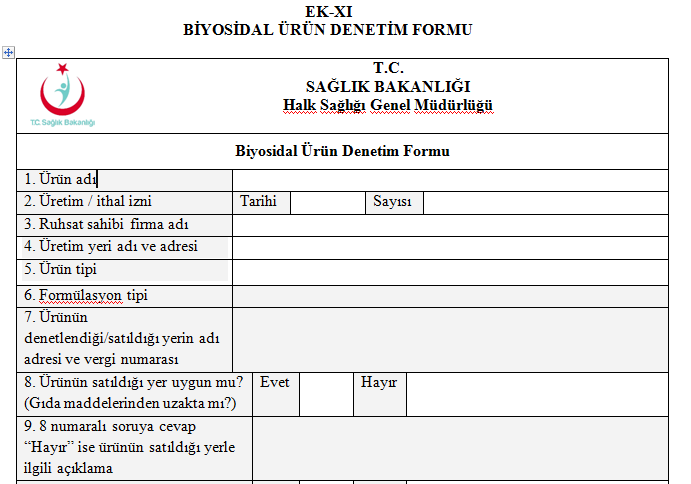 EK-XI
BİYOSİDAL ÜRÜN DENETİM FORMU
T.C.
SAĞLIK BAKANLIĞI
Halk Sağlığı Genel Müdürlüğü
T.C. Sağlık Bakanlığı
Biyosidal Ürün Denetim Formu
1. Ürün adı
2. Üretim / ithal izni Tarihi Sayısı
3. Ruhsat sahibi firma adı
4. Üretim yeri adı ve adresi
5. Ürün tipi
6. Formülasyon tipi
7. Ürünün
denetlendiği/satıldığı yerin adı
adresi ve vergi numarası
8. Ürünün satıldığı yer uygun mu? Evet Hayır
(Gıda maddelerinden uzakta mı?)
9. 8 numaralı soruya cevap
“Hayır” ise ürünün satıldığı yerle
ilgili açıklama